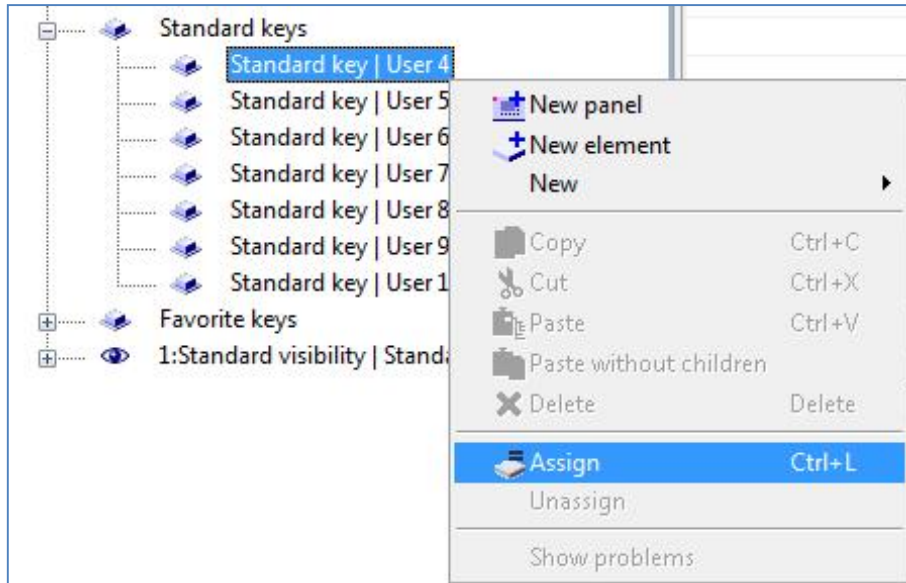 Standard keys
Standard key | User 4
Standard key | User 5
Standard key | User 6
Standard key | User 7
Standard key | User 8
Standard key | User 9
Standard key | User 1
Favorite keys
1:Standard visibility | Standa
New panel
New element
New
Copy Ctrl+C
Cut Ctrl+X
Paste Ctrl+V
Paste without children
Delete Delete
Assign Ctrl+L
Unassign
Show problems